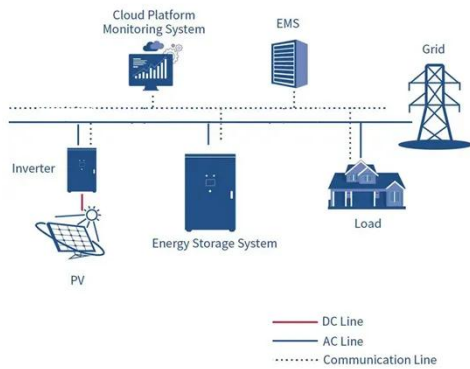 Cloud Platform
Monitoring System
EMS
Grid
Inverter
Energy Storage System
Load
PV
DC Line
AC Line
Communication Line